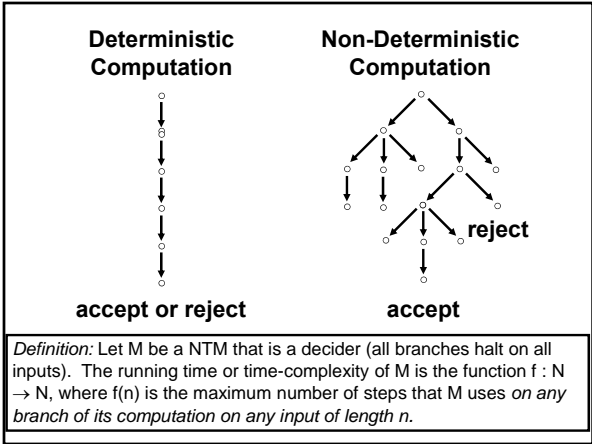 Deterministic
Computation
Non-Deterministic
Computation
reject
accept or reject
accept
Definition: Let M be a NTM that is a decider (all branches halt on all
inputs). The running time or time-complexity of M is the function f : N
→ N, where f(n) is the maximum number of steps that M uses on any
branch of its computation on any input of length n.